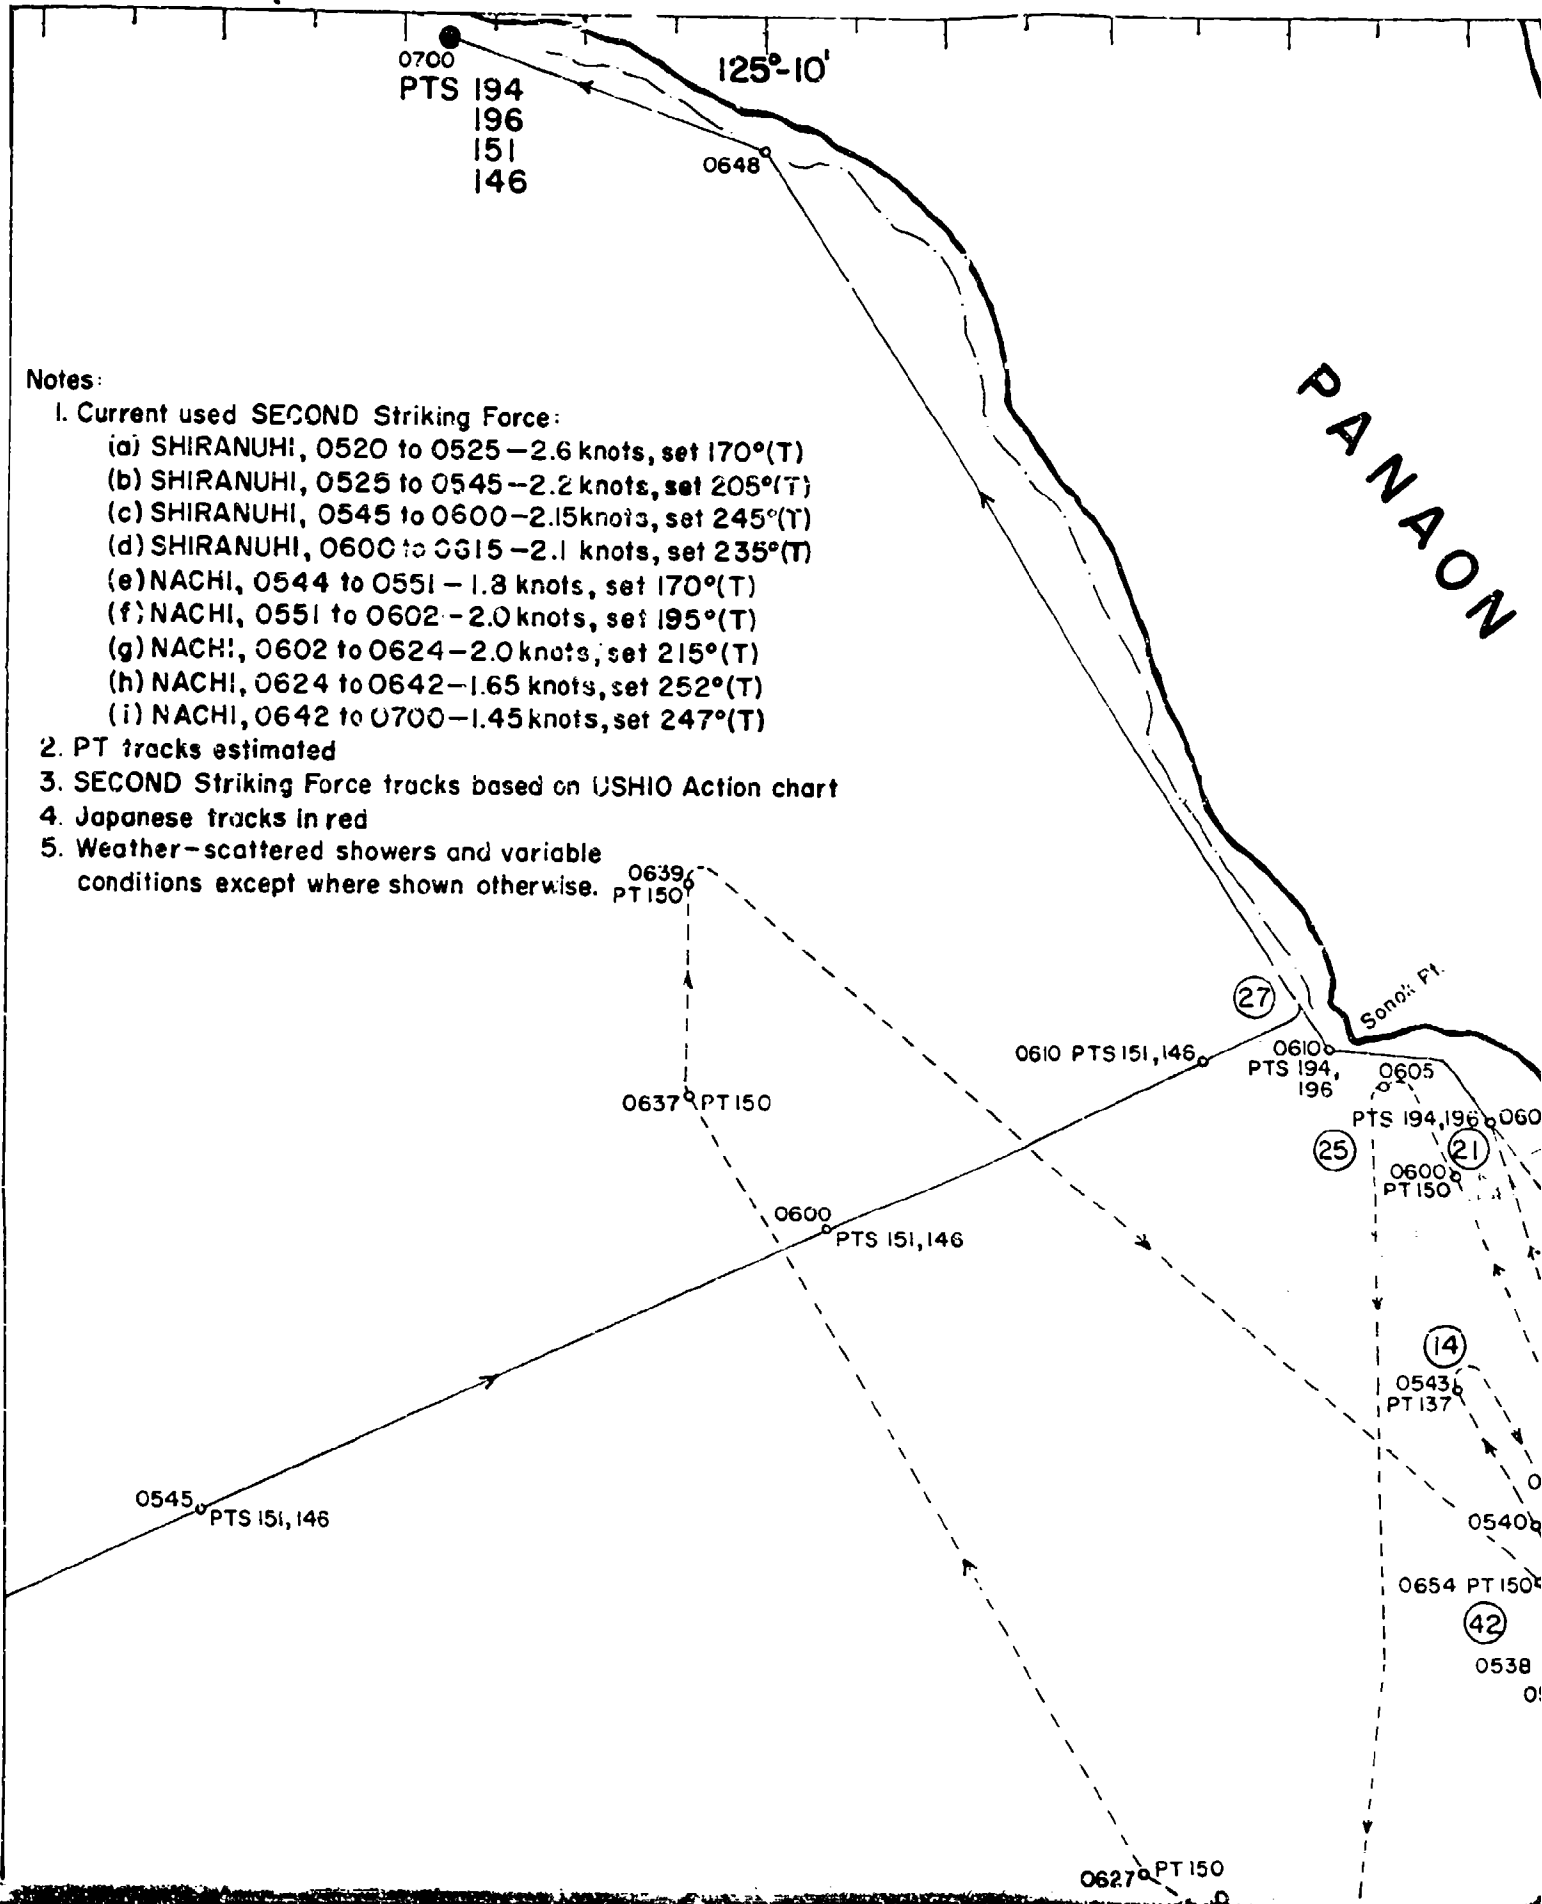 125°-10'
0700
PTS 194
196
151
146
0648
PANAON
Notes:
1. Current used SECOND Striking Force:
(a) SHIRANUHI, 0520 to 0525-2.6 knots, set 170°(T)
(b) SHIRANUHI, 0525 to 0545-2.2 knots, set 205°(T)
(c) SHIRANUHI, 0545 to 0600-2.15 knots, set 245°(T)
(d) SHIRANUHI, 0600 to 0615-2.1 knots, set 235°(T)
(e) NACHI, 0544 to 0551-1.8 knots, set 170°(T)
(f) NACHI, 0551 to 0602-2.0 knots, set 195°(T)
(g) NACHI, 0602 to 0624-2.0 knots, set 215°(T)
(h) NACHI, 0624 to 0642-1.65 knots, set 252°(T)
(i) NACHI, 0642 to 0700-1.45 knots, set 247°(T)
2. PT tracks estimated
3. SECOND Striking Force tracks based on USHIO Action chart
4. Japanese tracks in red
5. Weather-scattered showers and variable
conditions except where shown otherwise.
0639
PT 150
Sonok Pt.
27
0610 PTS 151, 146
0610
PTS 194,
196
0605
0637 PT 150
PTS 194, 196 060
25
21
0600
PT 150
0600
PTS 151, 146
14
0543
PT 137
0545
PTS 151, 146
0540
0654 PT 150
42
0538
0627 PT 150